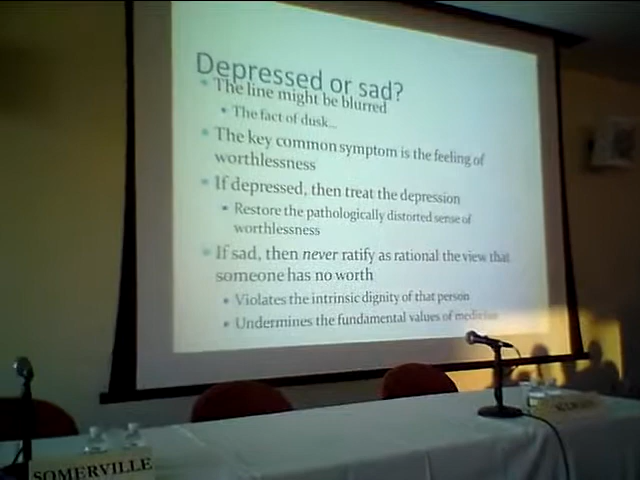 Depressed or sad?
The line might be blurred
The fact of dusk...
The key common symptom is the feeling of
worthlessness
If depressed, then treat the depression
Restore the pathologically distorted sense of
worthlessness
If sad, then never ratify as rational the view that
someone has no worth
Violates the intrinsic dignity of that person
Undermines the fundamental values of medicine
SOMERVILLE